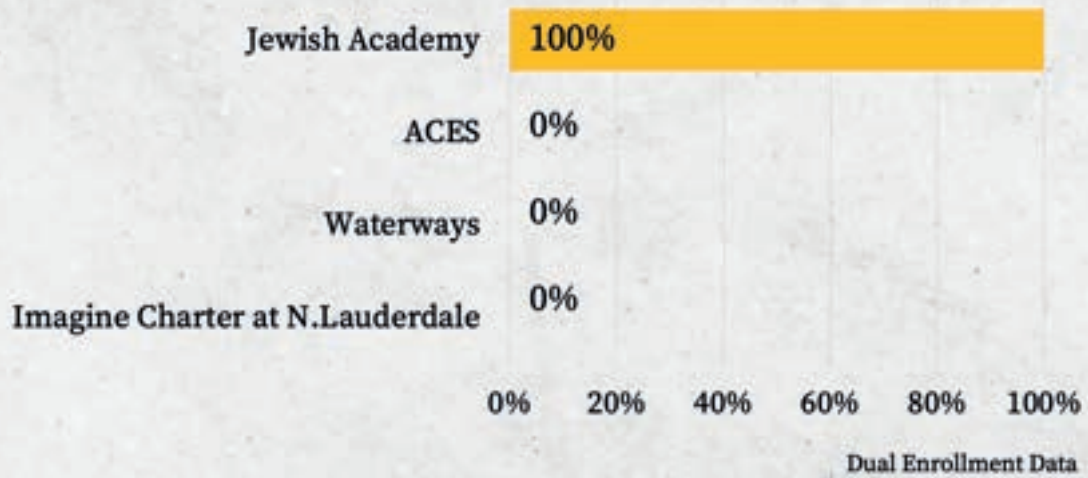 Jewish Academy 100%
ACES 0%
Waterways 0%
Imagine Charter at N.Lauderdale 0%
0% 20% 40% 60% 80% 100%
Dual Enrollment Data